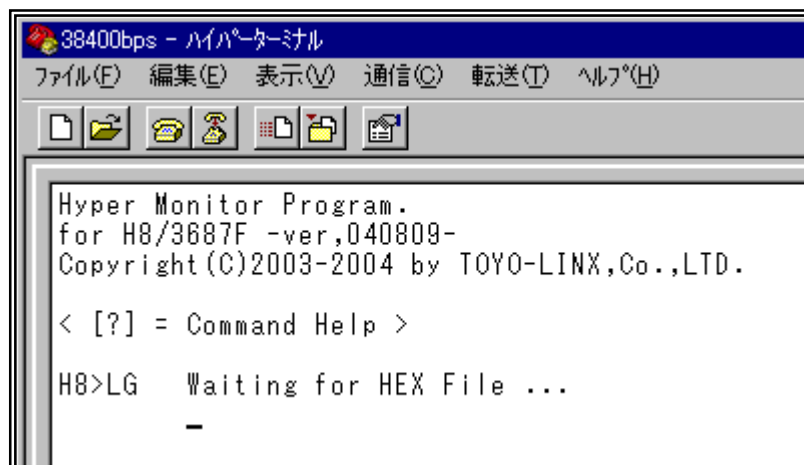 38400bps - ﾊｲﾊﾟｰﾀｰﾐﾅﾙ
ﾌｧｲﾙ(F) 編集(E) 表示(V) 通信(C) 転送(T) ﾍﾙﾌﾟ(H)
Hyper Monitor Program.
for H8/3687F -ver,040809-
Copyright(C)2003-2004 by TOYO-LINX,Co.,LTD.
< [?] = Command Help >
H8>LG Waiting for HEX File ...